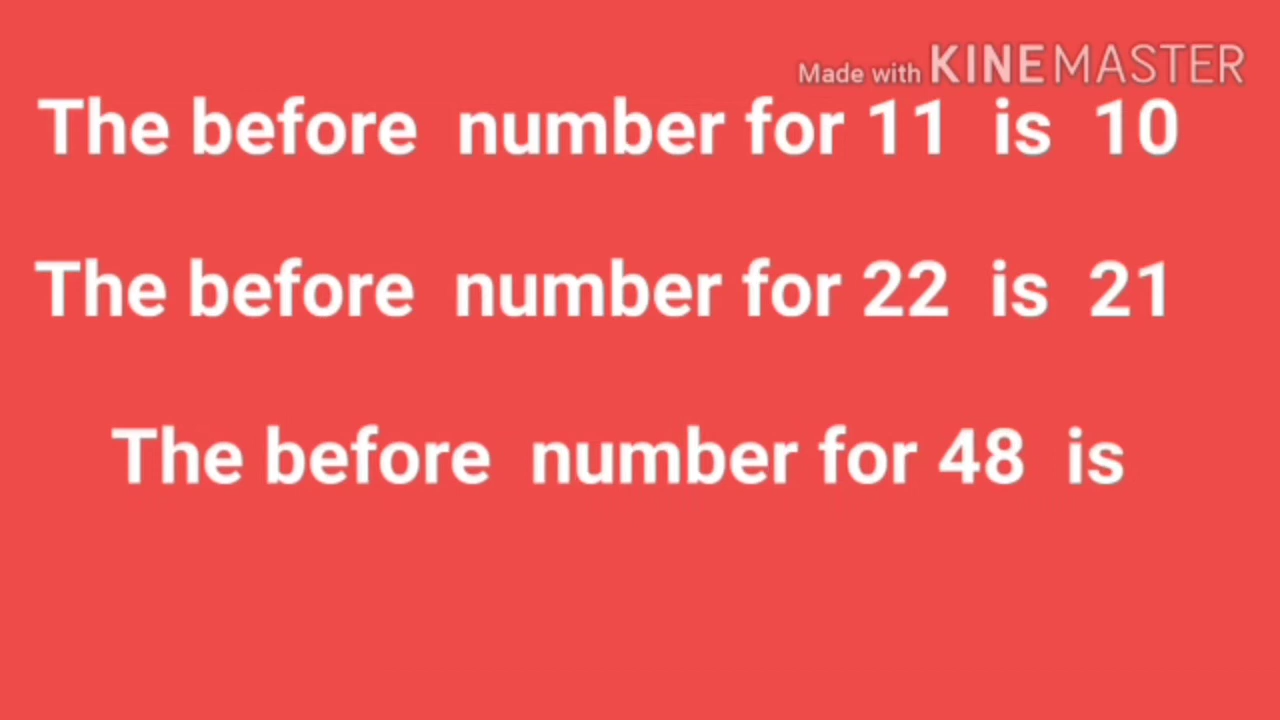 Made with KINEMASTER
The before number for 11 is 10
The before number for 22 is 21
The before number for 48 is